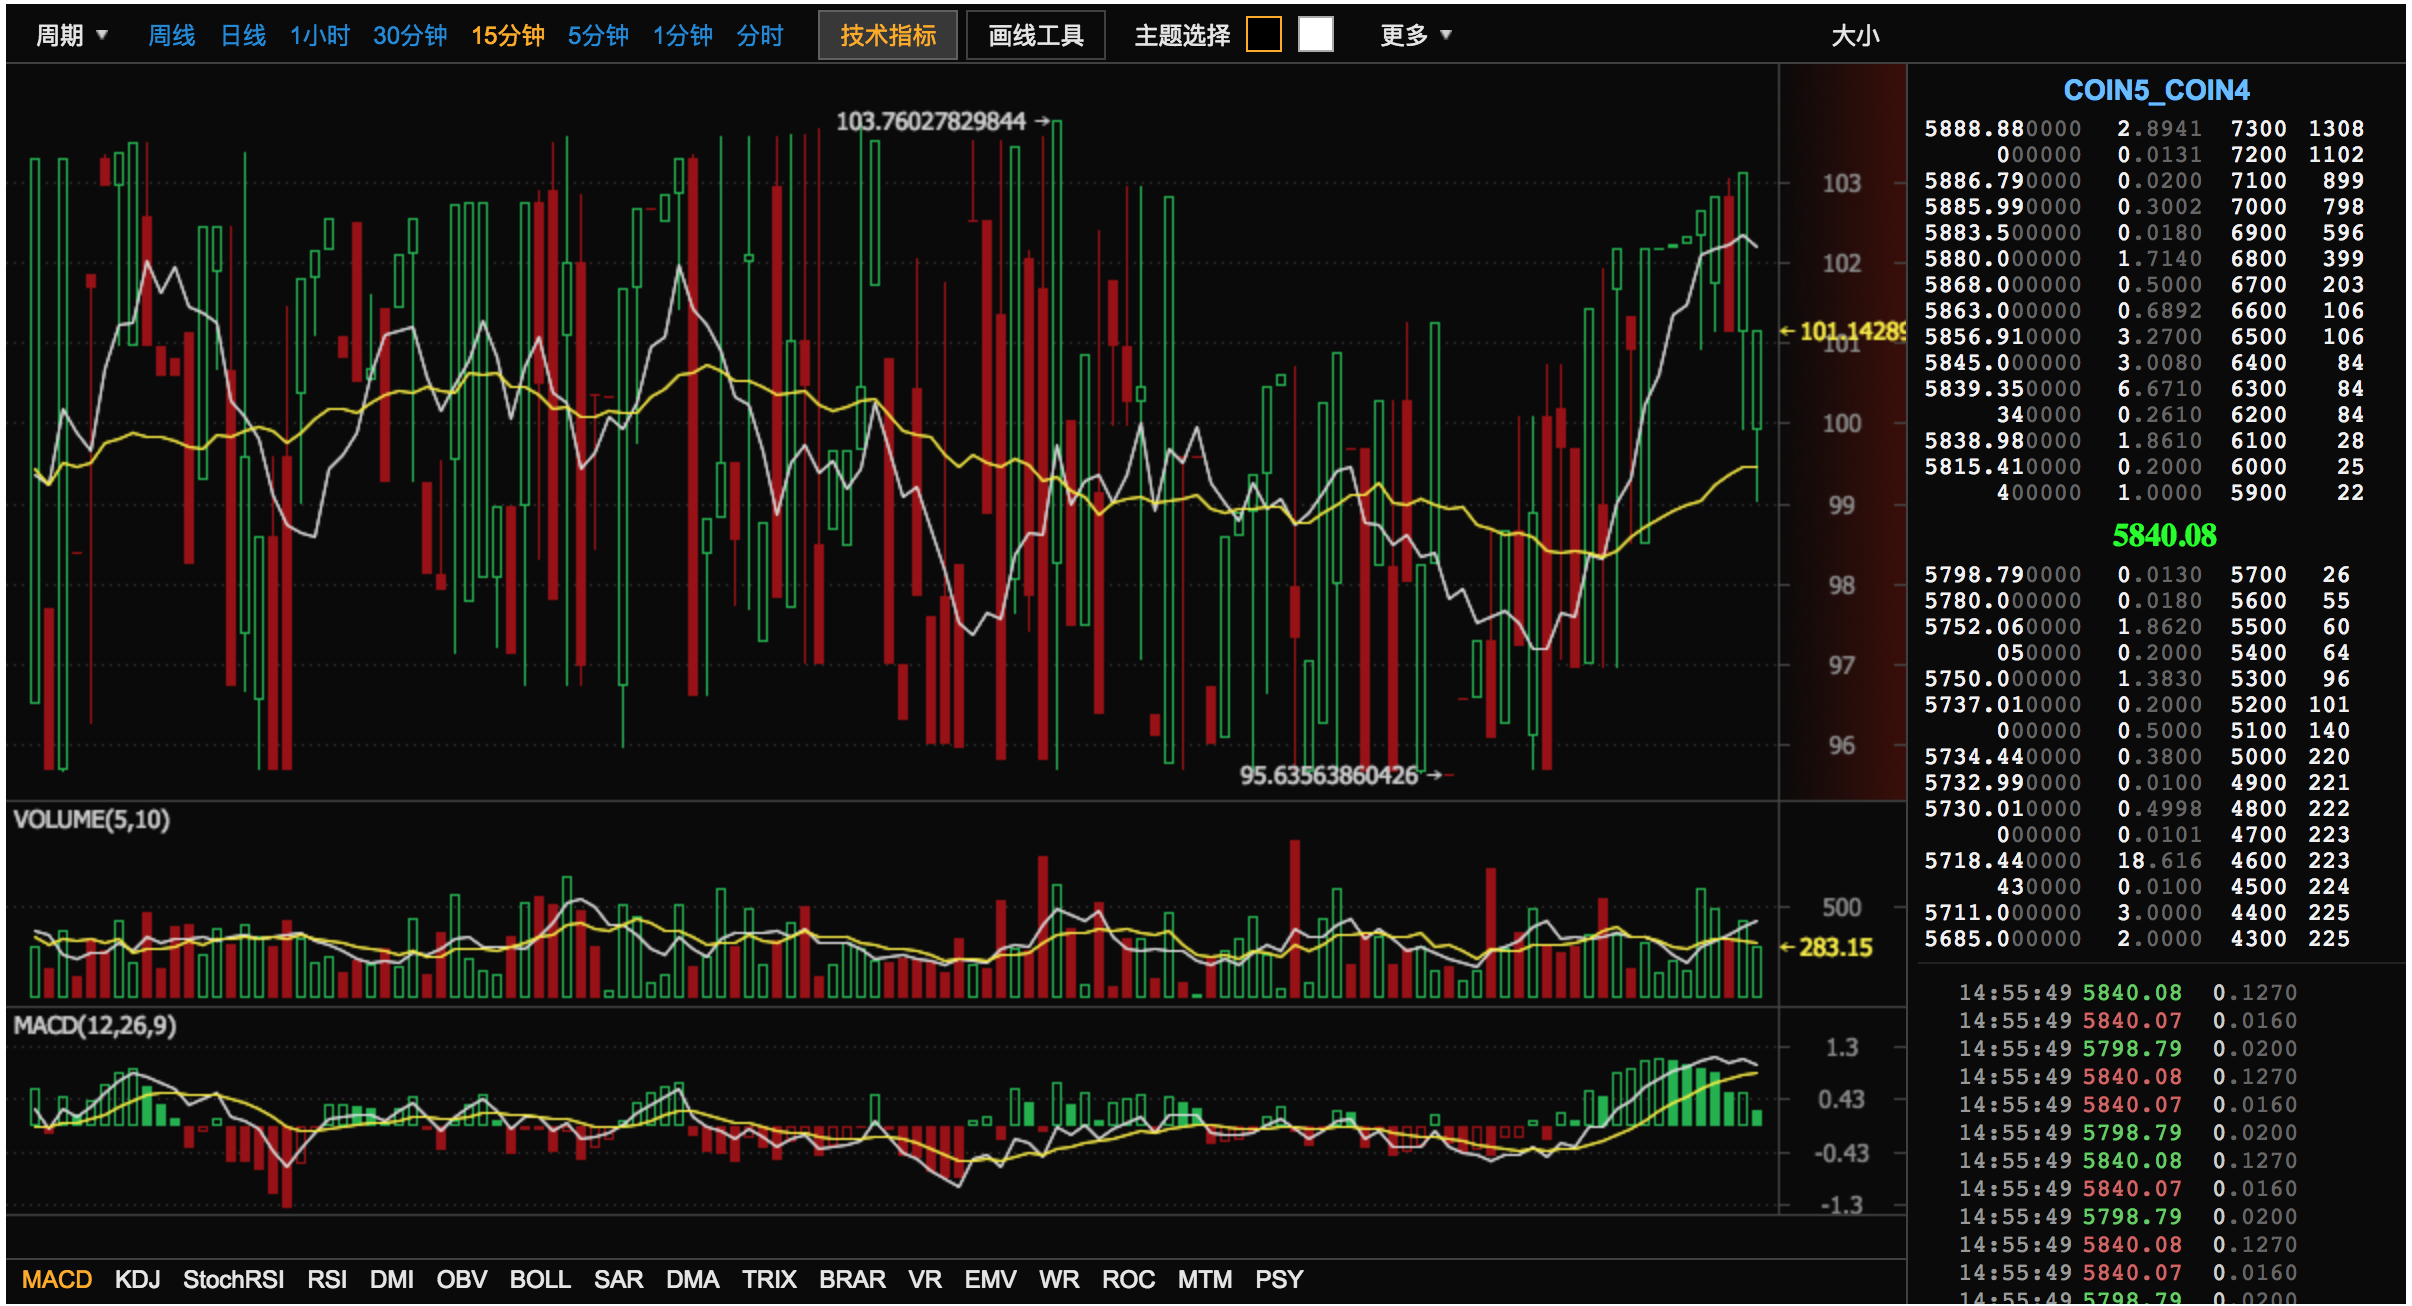 周期 ▼ 周线 日线 1小时 30分钟 15分钟 5分钟 1分钟 分时 技术指标 画线工具 主题选择 更多 ▼ 大小
103.76027829844→
103
102
←101.14289
101
100
99
98
97
96
95.63563860426→
VOLUME(5,10)
500
←283.15
MACD(12,26,9)
1.3
0.43
-0.43
-1.3
MACD KDJ StochRSI RSI DMI OBV BOLL SAR DMA TRIX BRAR VR EMV WR ROC MTM PSY
COIN5_COIN4
5888.880000 2.8941 7300 1308
000000 0.0131 7200 1102
5886.790000 0.0200 7100 899
5885.990000 0.3002 7000 798
5883.500000 0.0180 6900 596
5880.000000 1.7140 6800 399
5868.000000 0.5000 6700 203
5863.000000 0.6892 6600 106
5856.910000 3.2700 6500 106
5845.000000 3.0080 6400 84
5839.350000 6.6710 6300 84
340000 0.2610 6200 84
5838.980000 1.8610 6100 28
5815.410000 0.2000 6000 25
400000 1.0000 5900 22
5840.08
5798.790000 0.0130 5700 26
5780.000000 0.0180 5600 55
5752.060000 1.8620 5500 60
050000 0.2000 5400 64
5750.000000 1.3830 5300 96
5737.010000 0.2000 5200 101
000000 0.5000 5100 140
5734.440000 0.3800 5000 220
5732.990000 0.0100 4900 221
5730.010000 0.4998 4800 222
000000 0.0101 4700 223
5718.440000 18.616 4600 223
430000 0.0100 4500 224
5711.000000 3.0000 4400 225
5685.000000 2.0000 4300 225
14:55:49 5840.08 0.1270
14:55:49 5840.07 0.0160
14:55:49 5798.79 0.0200
14:55:49 5840.08 0.1270
14:55:49 5840.07 0.0160
14:55:49 5798.79 0.0200
14:55:49 5840.08 0.1270
14:55:49 5840.07 0.0160
14:55:49 5798.79 0.0200
14:55:49 5840.08 0.1270
14:55:49 5840.07 0.0160
14:55:49 5798.79 0.0200